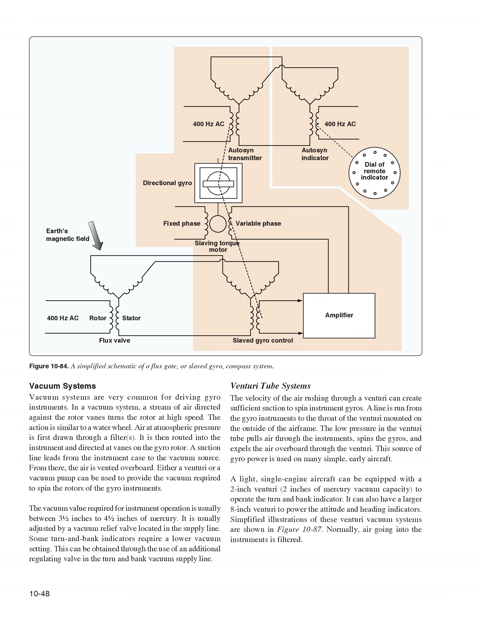 400 Hz AC
400 Hz AC
Autosyn
transmitter
Autosyn
indicator
Dial of
remote
indicator
Directional gyro
Fixed phase
Variable phase
Slaving torque
motor
Earth's
magnetic field
400 Hz AC
Rotor
Stator
Amplifier
Flux valve
Slaved gyro control
Figure 10-84. A simplified schematic of a flux gate, or slaved gyro, compass system.
Vacuum Systems
Vacuum systems are very common for driving gyro
instruments. In a vacuum system, a stream of air directed
against the rotor vanes turns the rotor at high speed. The
action is similar to a water wheel. Air at atmospheric pressure
is first drawn through a filter(s). It is then routed into the
instrument and directed at vanes on the gyro rotor. A suction
line leads from the instrument case to the vacuum source.
From there, the air is vented overboard. Either a venturi or a
vacuum pump can be used to provide the vacuum required
to spin the rotors of the gyro instruments.
The vacuum value required for instrument operation is usually
between 3½ inches to 4½ inches of mercury. It is usually
adjusted by a vacuum relief valve located in the supply line.
Some turn-and-bank indicators require a lower vacuum
setting. This can be obtained through the use of an additional
regulating valve in the turn and bank vacuum supply line.
Venturi Tube Systems
The velocity of the air rushing through a venturi can create
sufficient suction to spin instrument gyros. A line is run from
the gyro instruments to the throat of the venturi mounted on
the outside of the airframe. The low pressure in the venturi
tube pulls air through the instruments, spins the gyros, and
expels the air overboard through the venturi. This source of
gyro power is used on many simple, early aircraft.
A light, single-engine aircraft can be equipped with a
2-inch venturi (2 inches of mercury vacuum capacity) to
operate the turn and bank indicator. It can also have a larger
8-inch venturi to power the attitude and heading indicators.
Simplified illustrations of these venturi vacuum systems
are shown in Figure 10-87. Normally, air going into the
instruments is filtered.
10-48